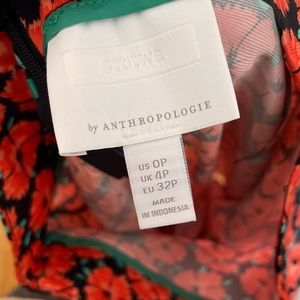 by ANTHROPOLOGIE
US 0P
UK 4P
EU 32P
MADE
IN INDONESIA